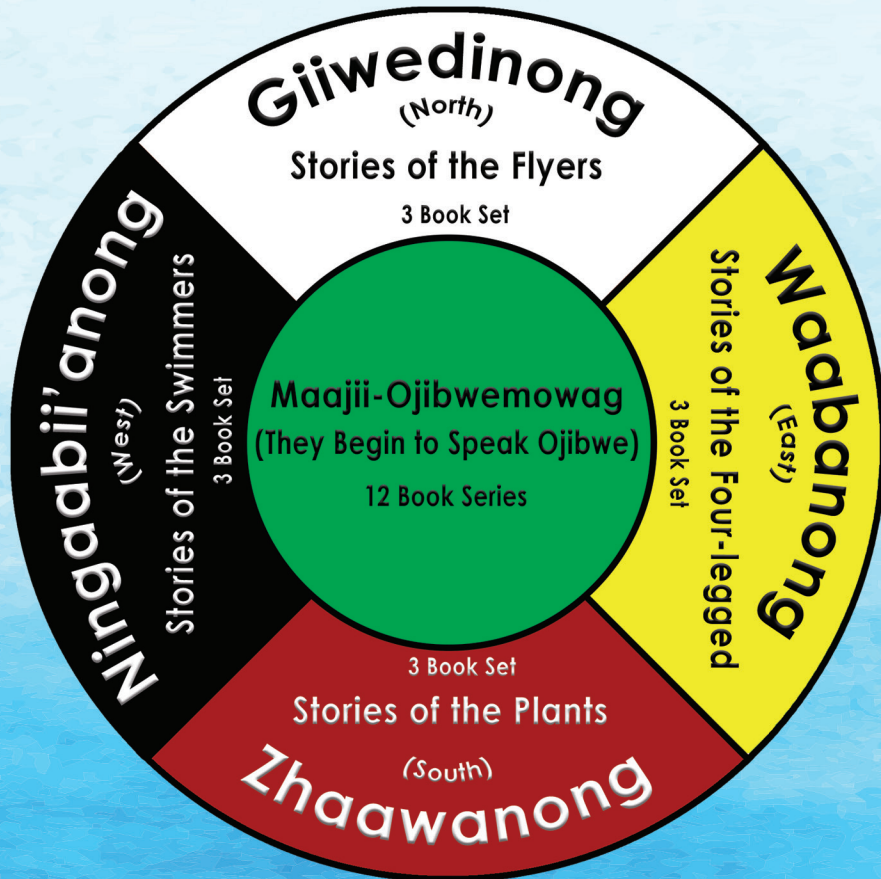 Giiwedinong
(North)
Stories of the Flyers
3 Book Set
Waabanong
(East)
Stories of the Four-legged
3 Book Set
Maajii-Ojibwemowag
(They Begin to Speak Ojibwe)
12 Book Series
Ningaabii'anong
(West)
Stories of the Swimmers
3 Book Set
3 Book Set
Stories of the Plants
(South)
Zhaawanong